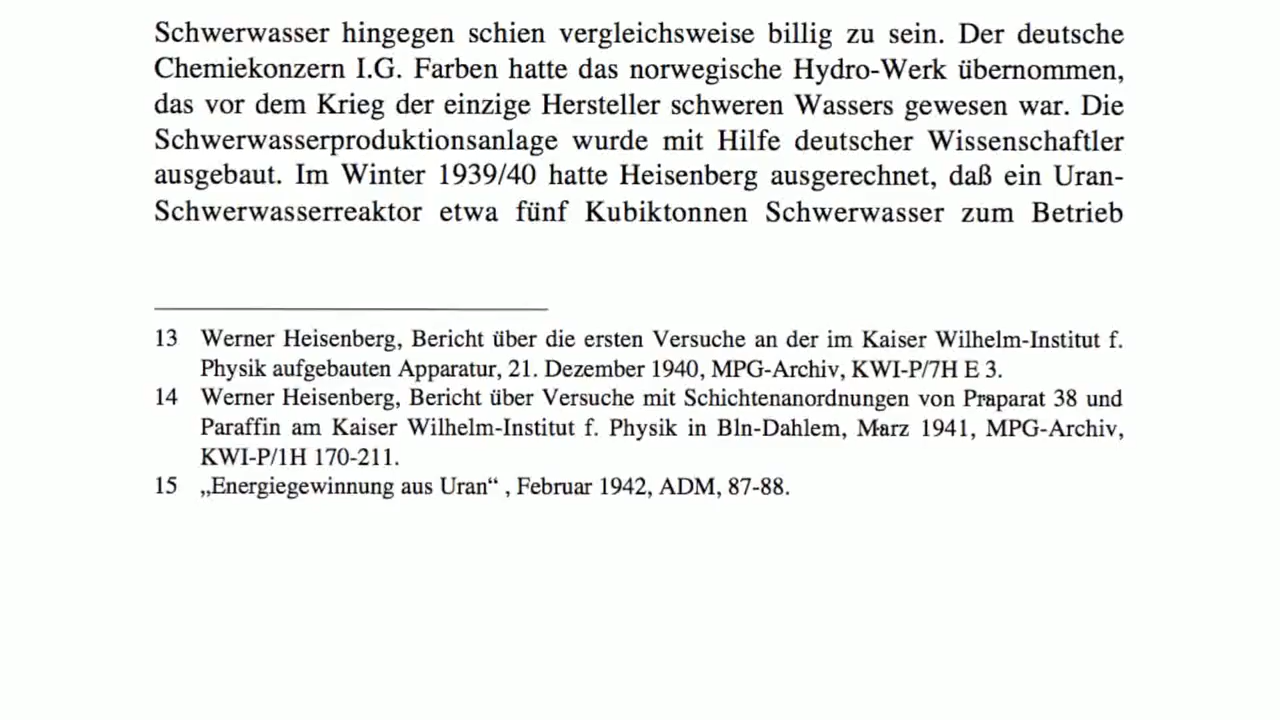 Schwerwasser hingegen schien vergleichsweise billig zu sein. Der deutsche
Chemiekonzern I.G. Farben hatte das norwegische Hydro-Werk übernommen,
das vor dem Krieg der einzige Hersteller schweren Wassers gewesen war. Die
Schwerwasserproduktionsanlage wurde mit Hilfe deutscher Wissenschaftler
ausgebaut. Im Winter 1939/40 hatte Heisenberg ausgerechnet, daß ein Uran-
Schwerwasserreaktor etwa fünf Kubiktonnen Schwerwasser zum Betrieb
13 Werner Heisenberg, Bericht über die ersten Versuche an der im Kaiser Wilhelm-Institut f.
Physik aufgebauten Apparatur, 21. Dezember 1940, MPG-Archiv, KWI-P/7H E 3.
14 Werner Heisenberg, Bericht über Versuche mit Schichtenanordnungen von Praparat 38 und
Paraffin am Kaiser Wilhelm-Institut f. Physik in Bln-Dahlem, Marz 1941, MPG-Archiv,
KWI-P/1H 170-211.
15 „Energiegewinnung aus Uran“ , Februar 1942, ADM, 87-88.